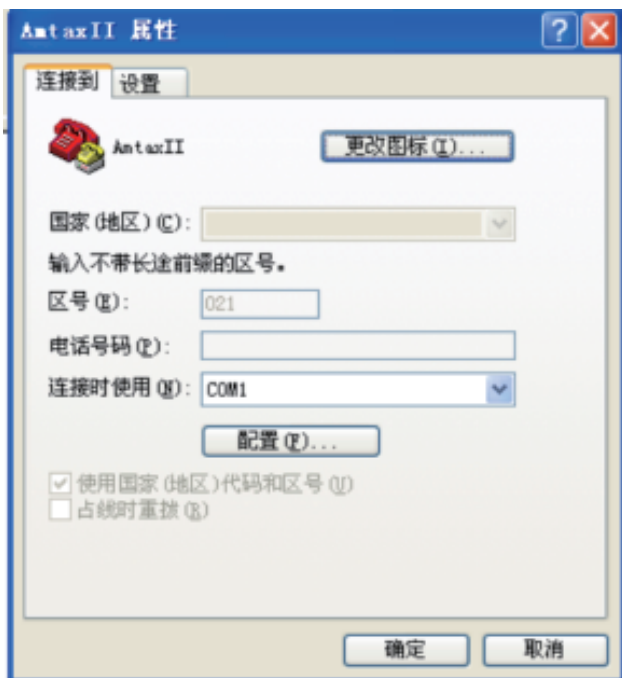 AmtaxII 属性
连接到 设置
AmtaxII 更改图标(I)...
国家(地区)(C):
输入不带长途前缀的区号。
区号(E): 021
电话号码(P):
连接时使用(N): COM1
配置(F)...
使用国家(地区)代码和区号(U)
占线时重拨(R)
确定 取消